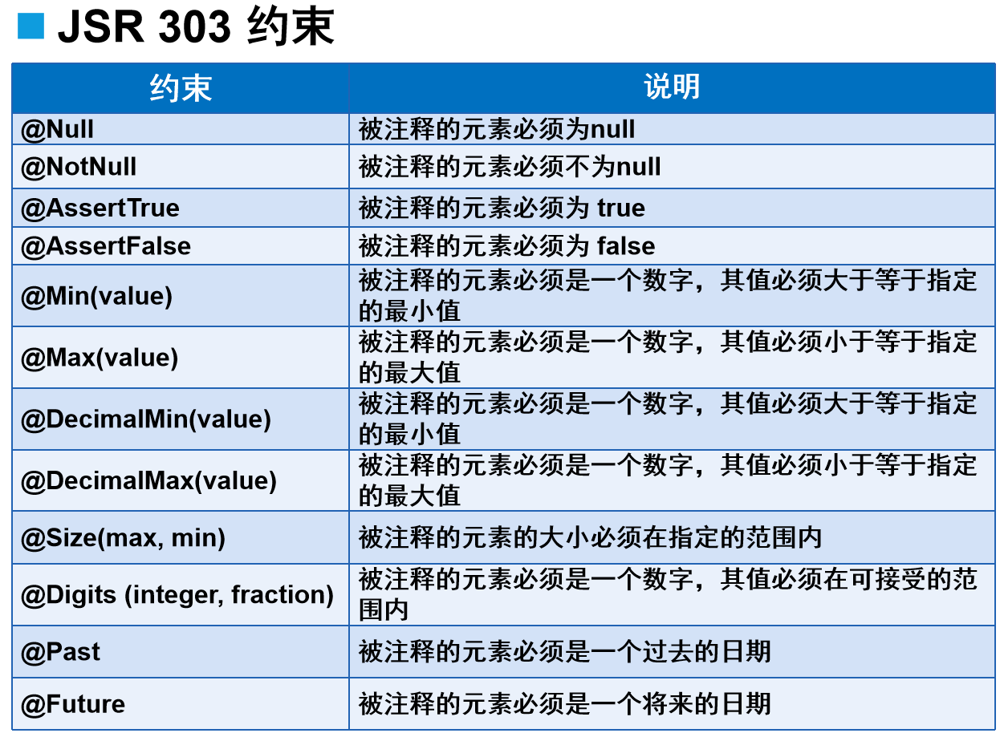 JSR 303 约束
约束
说明
@Null
被注释的元素必须为null
@NotNull
被注释的元素必须不为null
@AssertTrue
被注释的元素必须为 true
@AssertFalse
被注释的元素必须为 false
@Min(value)
被注释的元素必须是一个数字，其值必须大于等于指定
的最小值
@Max(value)
被注释的元素必须是一个数字，其值必须小于等于指定
的最大值
@DecimalMin(value)
被注释的元素必须是一个数字，其值必须大于等于指定
的最小值
@DecimalMax(value)
被注释的元素必须是一个数字，其值必须小于等于指定
的最大值
@Size(max, min)
被注释的元素的大小必须在指定的范围内
@Digits (integer, fraction)
被注释的元素必须是一个数字，其值必须在可接受的范
围内
@Past
被注释的元素必须是一个过去的日期
@Future
被注释的元素必须是一个将来的日期